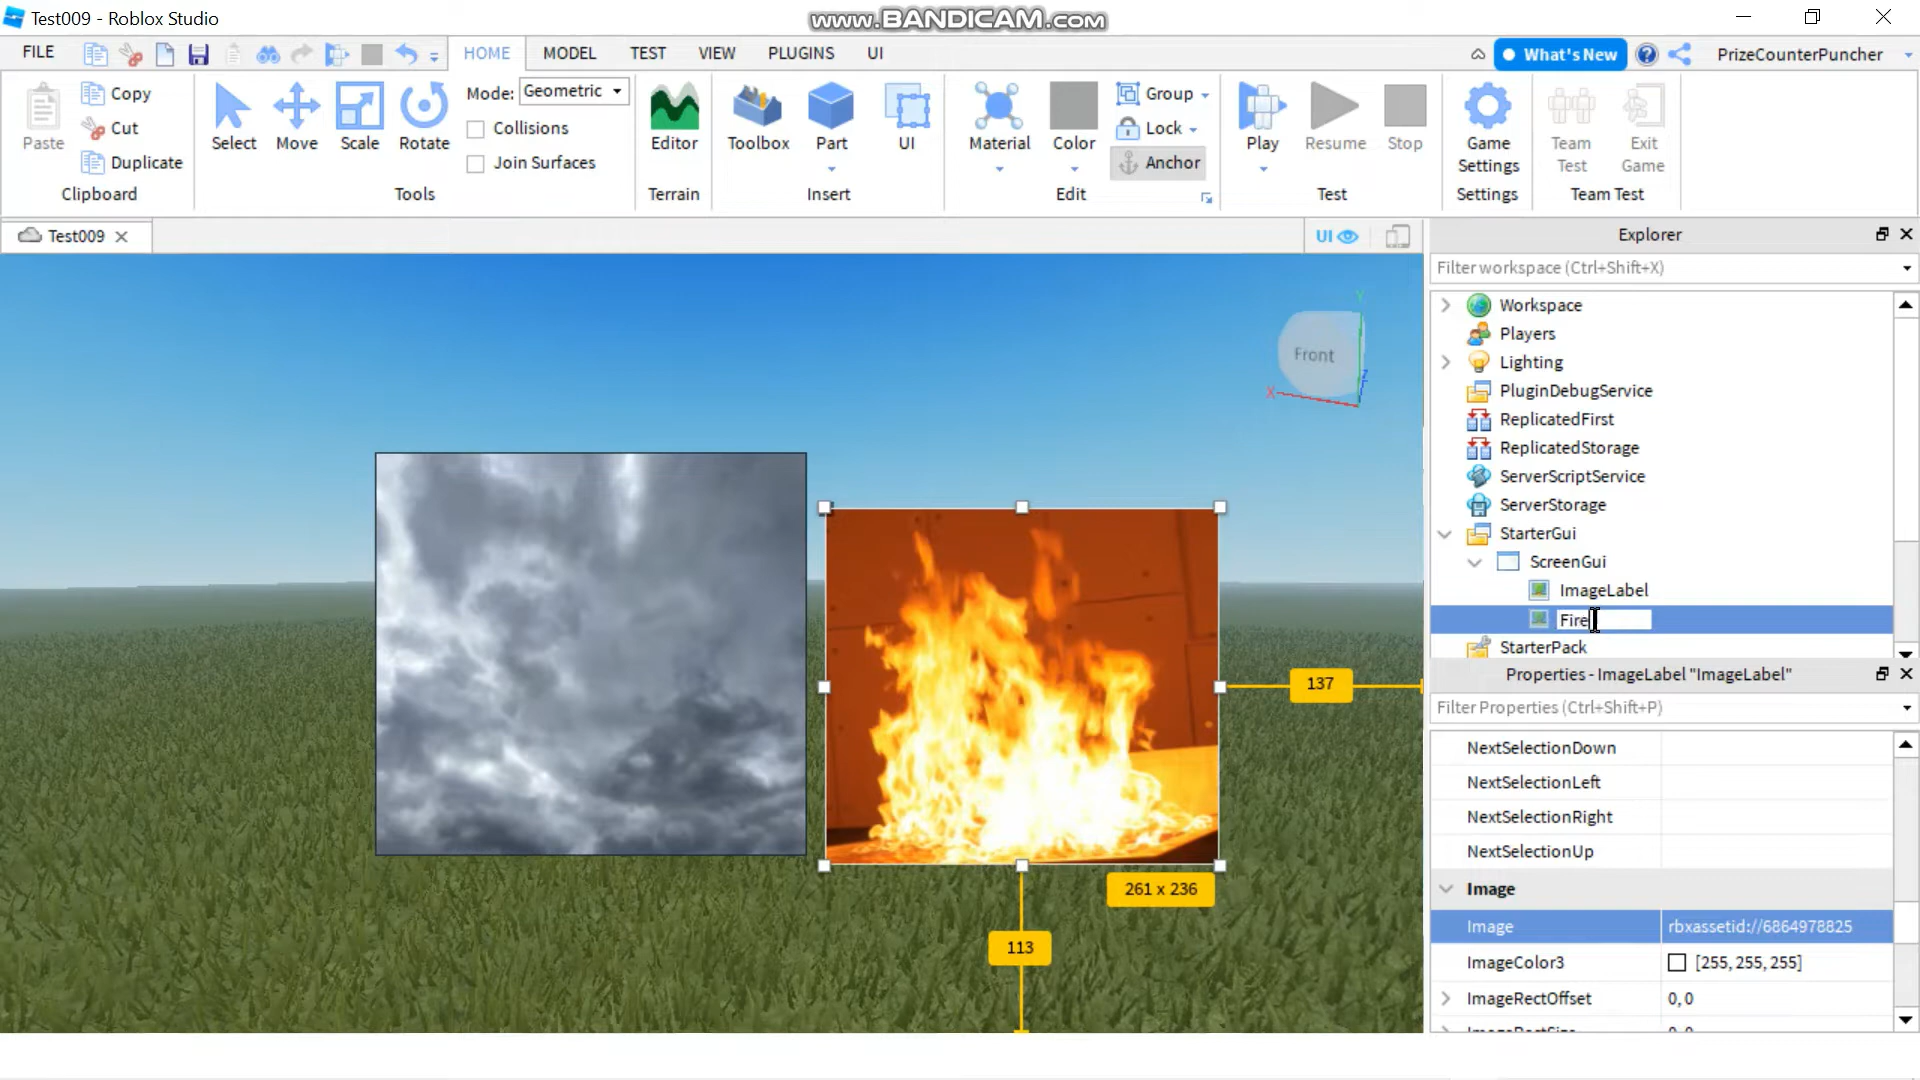 Test009 - Roblox Studio
www.BANDICAM.com
FILE
HOME
MODEL
TEST
VIEW
PLUGINS
UI
What's New
PrizeCounterPuncher
Paste
Copy
Cut
Duplicate
Clipboard
Select
Move
Scale
Rotate
Mode: Geometric
Collisions
Join Surfaces
Tools
Editor
Terrain
Toolbox
Part
UI
Insert
Material
Color
Group
Lock
Anchor
Edit
Play
Resume
Stop
Test
Game Settings
Settings
Team Test
Exit Game
Team Test
Test009
UI
Explorer
Filter workspace (Ctrl+Shift+X)
Workspace
Players
Lighting
PluginDebugService
ReplicatedFirst
ReplicatedStorage
ServerScriptService
ServerStorage
StarterGui
ScreenGui
ImageLabel
Fire
StarterPack
Front
Y
X
Z
137
261 x 236
113
Properties - ImageLabel "ImageLabel"
Filter Properties (Ctrl+Shift+P)
NextSelectionDown
NextSelectionLeft
NextSelectionRight
NextSelectionUp
Image
Image rbxassetid://6864978825
ImageColor3 [255, 255, 255]
ImageRectOffset 0, 0